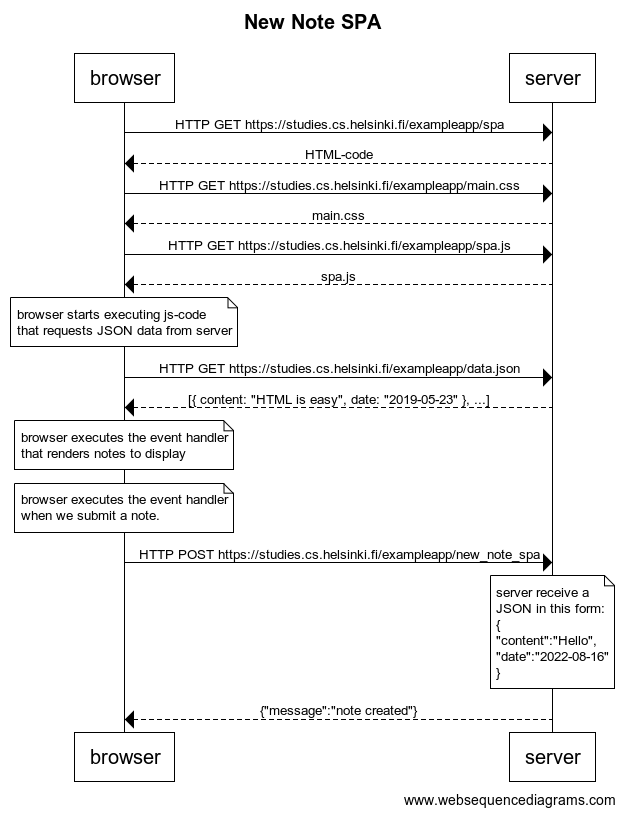 New Note SPA
browser
server
HTTP GET https://studies.cs.helsinki.fi/exampleapp/spa
HTML-code
HTTP GET https://studies.cs.helsinki.fi/exampleapp/main.css
main.css
HTTP GET https://studies.cs.helsinki.fi/exampleapp/spa.js
spa.js
browser starts executing js-code
that requests JSON data from server
HTTP GET https://studies.cs.helsinki.fi/exampleapp/data.json
[{ content: "HTML is easy", date: "2019-05-23" }, ...]
browser executes the event handler
that renders notes to display
browser executes the event handler
when we submit a note.
HTTP POST https://studies.cs.helsinki.fi/exampleapp/new_note_spa
server receive a
JSON in this form:
{
"content":"Hello",
"date":"2022-08-16"
}
{"message":"note created"}
browser
server
www.websequencediagrams.com